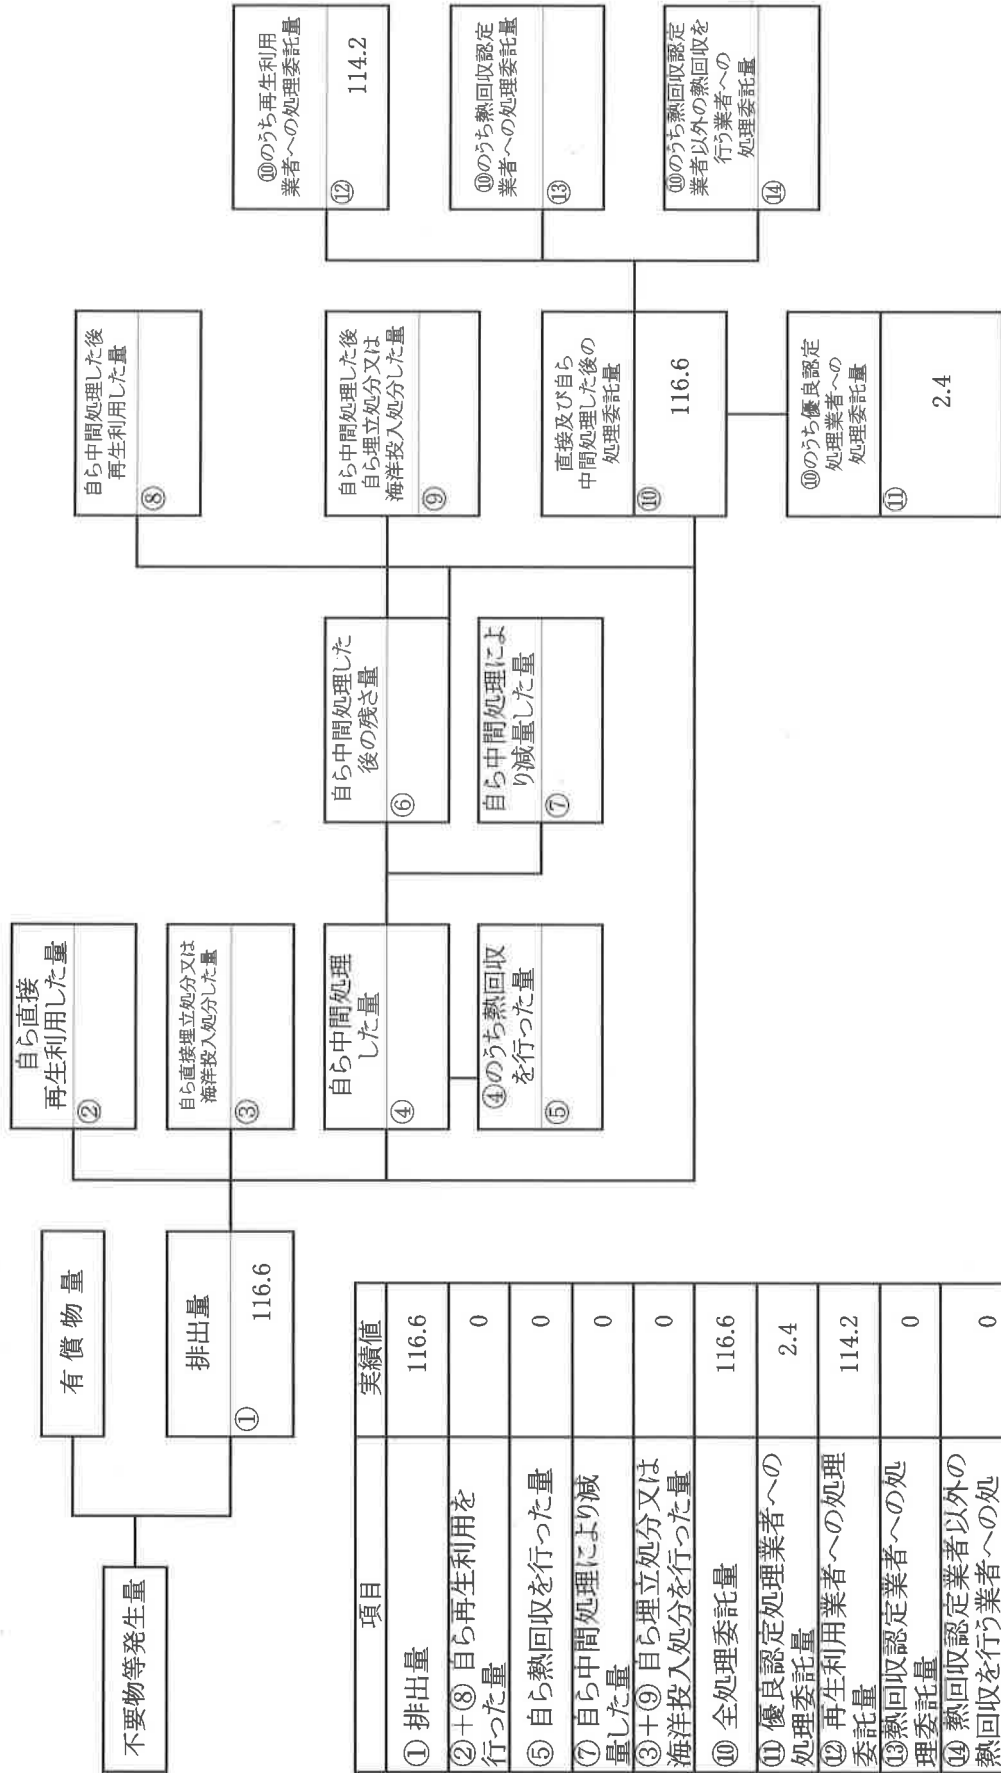 不要物等発生量
有償物量
排出量
①
116.6
自ら直接
再生利用した量
②
自ら直接埋立処分又は
海洋投入処分した量
③
自ら中間処理
した量
④
④のうち熱回収
を行った量
⑤
自ら中間処理した
後の残さ量
⑥
自ら中間処理によ
り減量した量
⑦
自ら中間処理した後
再生利用した量
⑧
自ら中間処理した後
自ら埋立処分又は
海洋投入処分した量
⑨
直接及び自ら
中間処理した後の
処理委託量
⑩
116.6
⑩のうち優良認定
処理業者への
処理委託量
⑪
2.4
⑩のうち再生利用
業者への処理委託量
⑫
114.2
⑩のうち熱回収認定
業者への処理委託量
⑬
⑩のうち熱回収認定
業者以外の熱回収を
行う業者への
処理委託量
⑭
項目 実績値
① 排出量 116.6
②+⑧ 自ら再生利用を
行った量 0
⑤ 自ら熱回収を行った量 0
⑦ 自ら中間処理により減
量した量 0
③+⑨ 自ら埋立処分又は
海洋投入処分を行った量 0
⑩ 全処理委託量 116.6
⑪ 優良認定処理業者への
処理委託量 2.4
⑫ 再生利用業者への処理
委託量 114.2
⑬熱回収認定業者への処
理委託量 0
⑭ 熱回収認定業者以外の
熱回収を行う業者への処 0